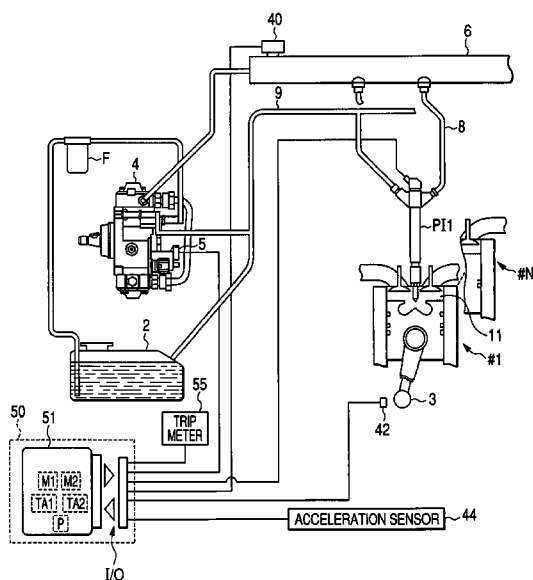 40
6
9
8
F
4
PI1
5
#N
11
#1
2
55
TRIP
METER
3
42
50
51
M1 M2
TA1 TA2
P
ACCELERATION SENSOR
44
I/O